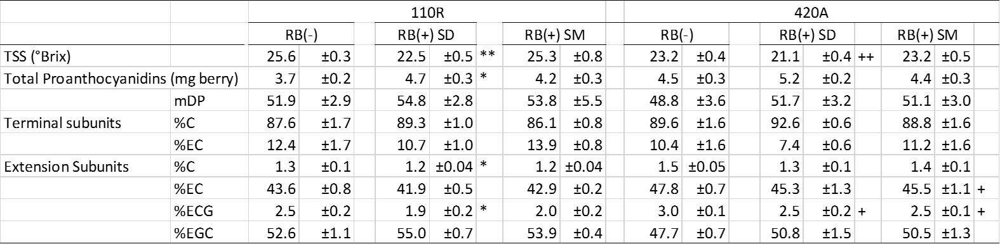 110R 420A
RB(-) RB(+) SD RB(+) SM RB(-) RB(+) SD RB(+) SM
TSS (°Brix) 25.6 ±0.3 22.5 ±0.5 ** 25.3 ±0.8 23.2 ±0.4 21.1 ±0.4 ++ 23.2 ±0.5
Total Proanthocyanidins (mg berry) 3.7 ±0.2 4.7 ±0.3 * 4.2 ±0.3 4.5 ±0.3 5.2 ±0.2 4.4 ±0.3
mDP 51.9 ±2.9 54.8 ±2.8 53.8 ±5.5 48.8 ±3.6 51.7 ±3.2 51.1 ±3.0
Terminal subunits %C 87.6 ±1.7 89.3 ±1.0 86.1 ±0.8 89.6 ±1.6 92.6 ±0.6 88.8 ±1.6
%EC 12.4 ±1.7 10.7 ±1.0 13.9 ±0.8 10.4 ±1.6 7.4 ±0.6 11.2 ±1.6
Extension Subunits %C 1.3 ±0.1 1.2 ±0.04 * 1.2 ±0.04 1.5 ±0.05 1.3 ±0.1 1.4 ±0.1
%EC 43.6 ±0.8 41.9 ±0.5 42.9 ±0.2 47.8 ±0.7 45.3 ±1.3 45.5 ±1.1 +
%ECG 2.5 ±0.2 1.9 ±0.2 * 2.0 ±0.2 3.0 ±0.1 2.5 ±0.2 + 2.5 ±0.1 +
%EGC 52.6 ±1.1 55.0 ±0.7 53.9 ±0.4 47.7 ±0.7 50.8 ±1.5 50.5 ±1.3